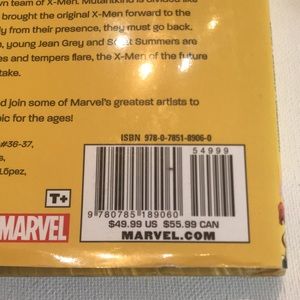 wn team of X-Men. Mutantkind is divided like
brought the original X-Men forward to the
ly from their presence, they must go back.
, young Jean Grey and Scott Summers are
es and tempers flare, the X-Men of the future
take.
d join some of Marvel's greatest artists to
pic for the ages!
#36-37,
s,
López,
ISBN 978-0-7851-8906-0
54999
T+
9 780785 189060
MARVEL
$49.99 US $55.99 CAN
MARVEL.COM